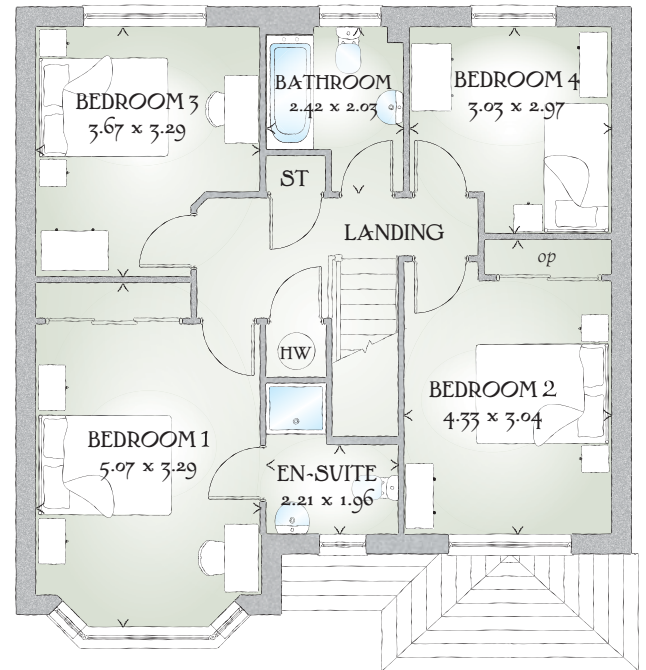 BEDROOM 3
3.67 x 3.29
BATHROOM
2.42 x 2.03
BEDROOM 4
3.03 x 2.97
ST
LANDING
op
HW
BEDROOM 2
4.33 x 3.04
BEDROOM 1
5.07 x 3.29
EN-SUITE
2.21 x 1.96